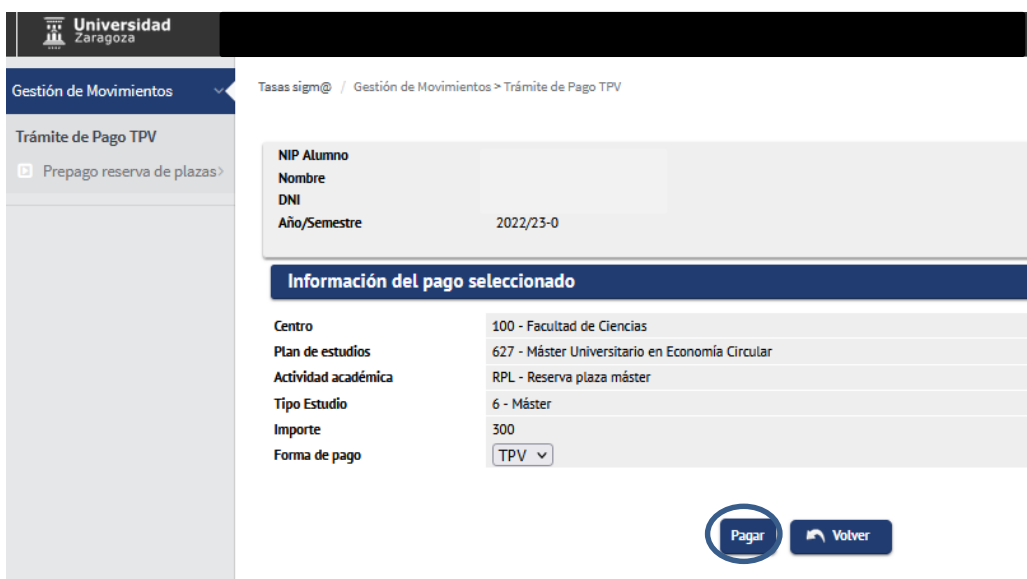 Universidad
Zaragoza
Gestión de Movimientos
Tasas sigm@ / Gestión de Movimientos > Trámite de Pago TPV
Trámite de Pago TPV
Prepago reserva de plazas>
NIP Alumno
Nombre
DNI
Año/Semestre 2022/23-0
Información del pago seleccionado
Centro 100 - Facultad de Ciencias
Plan de estudios 627 - Máster Universitario en Economía Circular
Actividad académica RPL - Reserva plaza máster
Tipo Estudio 6 - Máster
Importe 300
Forma de pago TPV
Pagar Volver